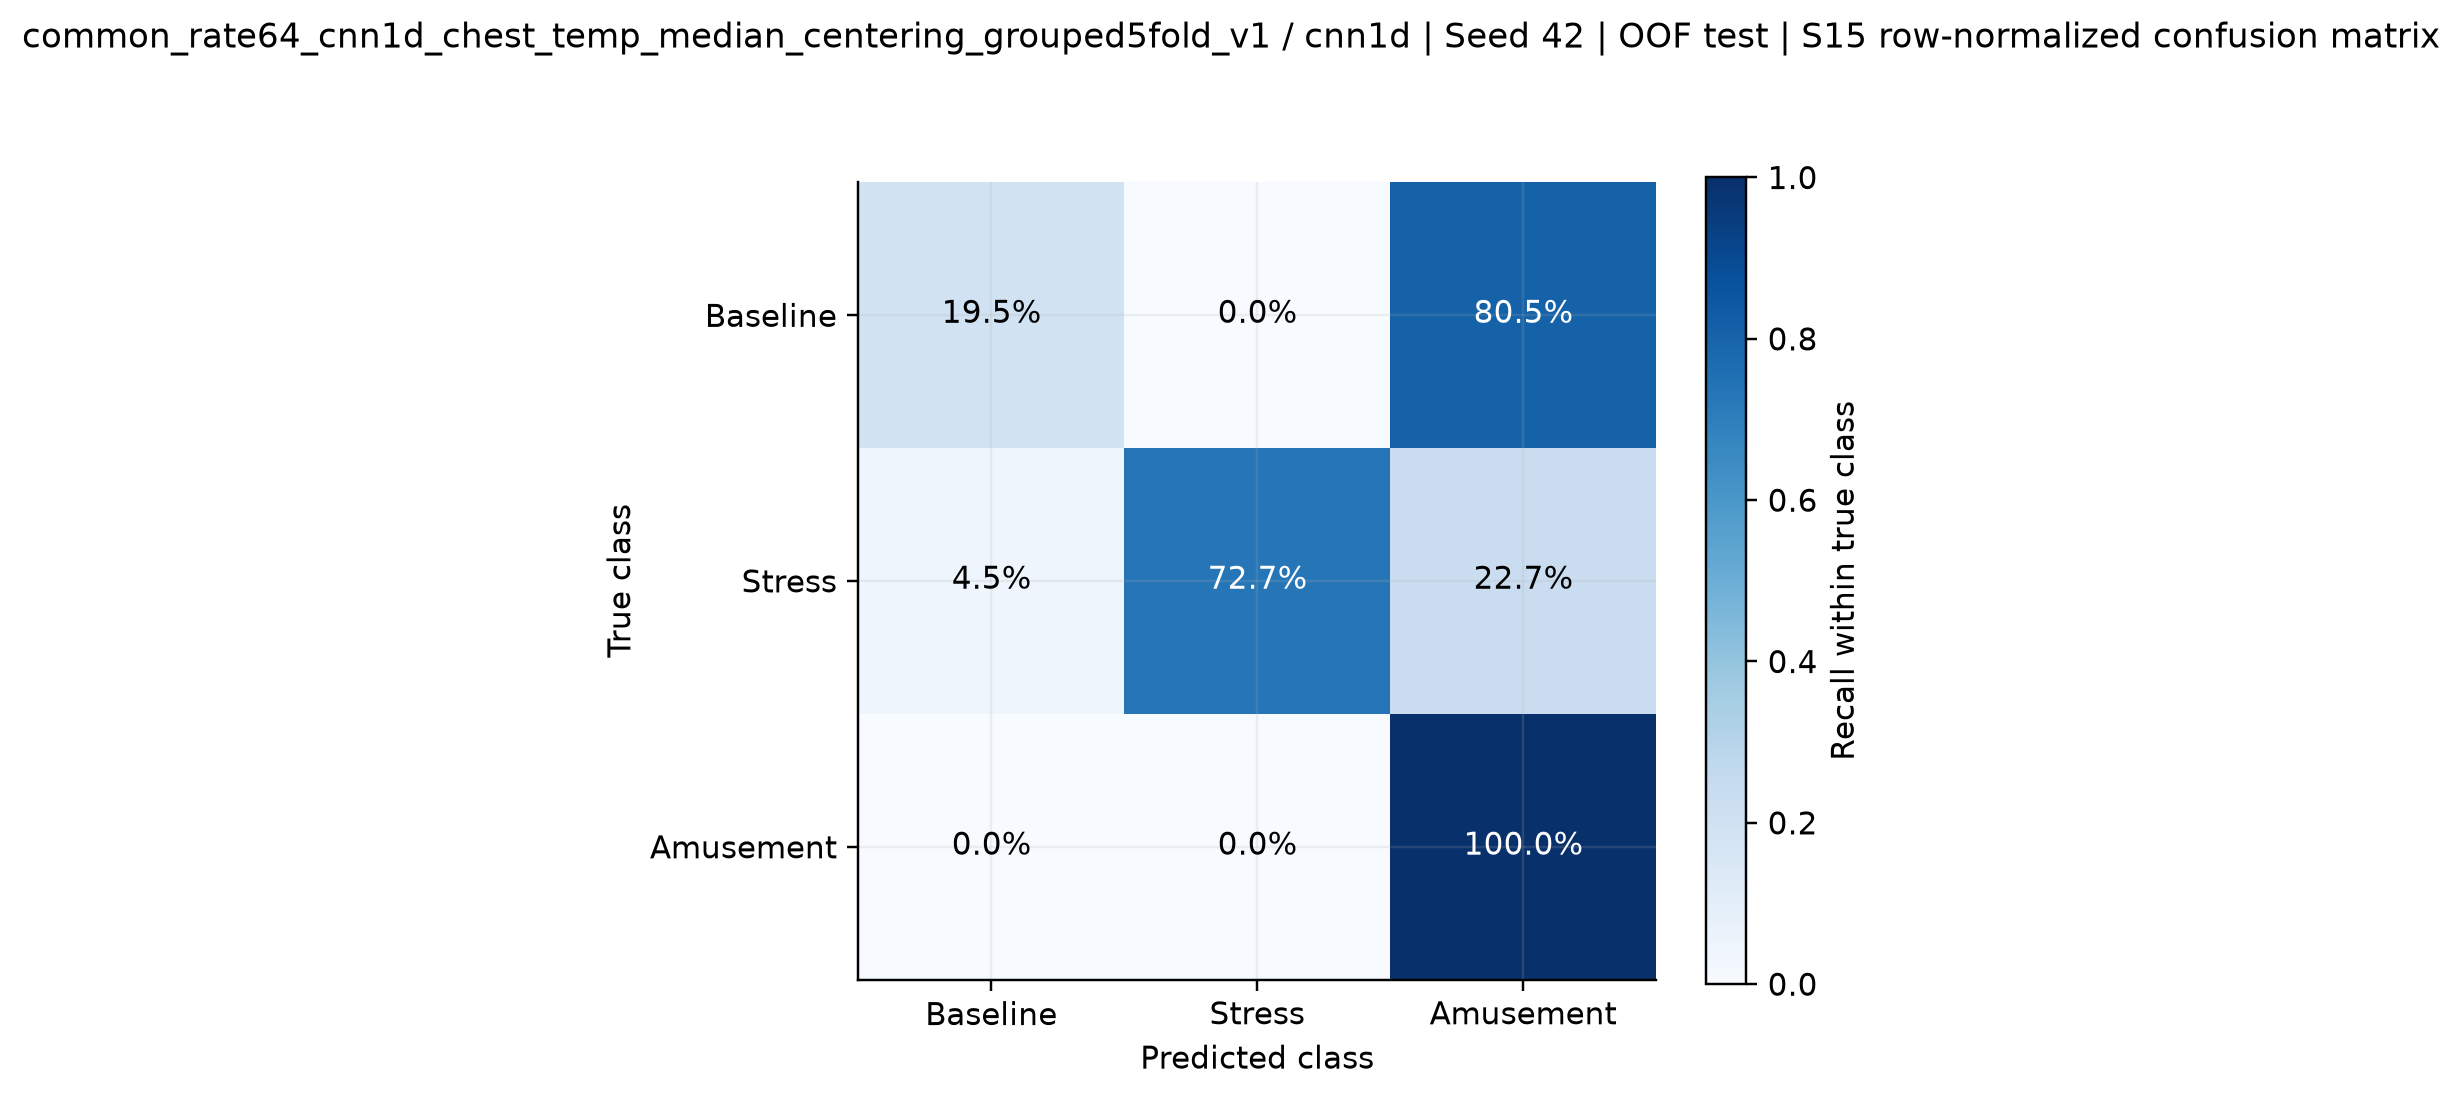 common_rate64_cnn1d_chest_temp_median_centering_grouped5fold_v1 / cnn1d | Seed 42 | OOF test | S15 row-normalized confusion matrix
1.0
0.8
0.6
0.4
0.2
0.0
Recall within true class
True class
Baseline
19.5%
0.0%
80.5%
Stress
4.5%
72.7%
22.7%
Amusement
0.0%
0.0%
100.0%
Baseline
Stress
Amusement
Predicted class